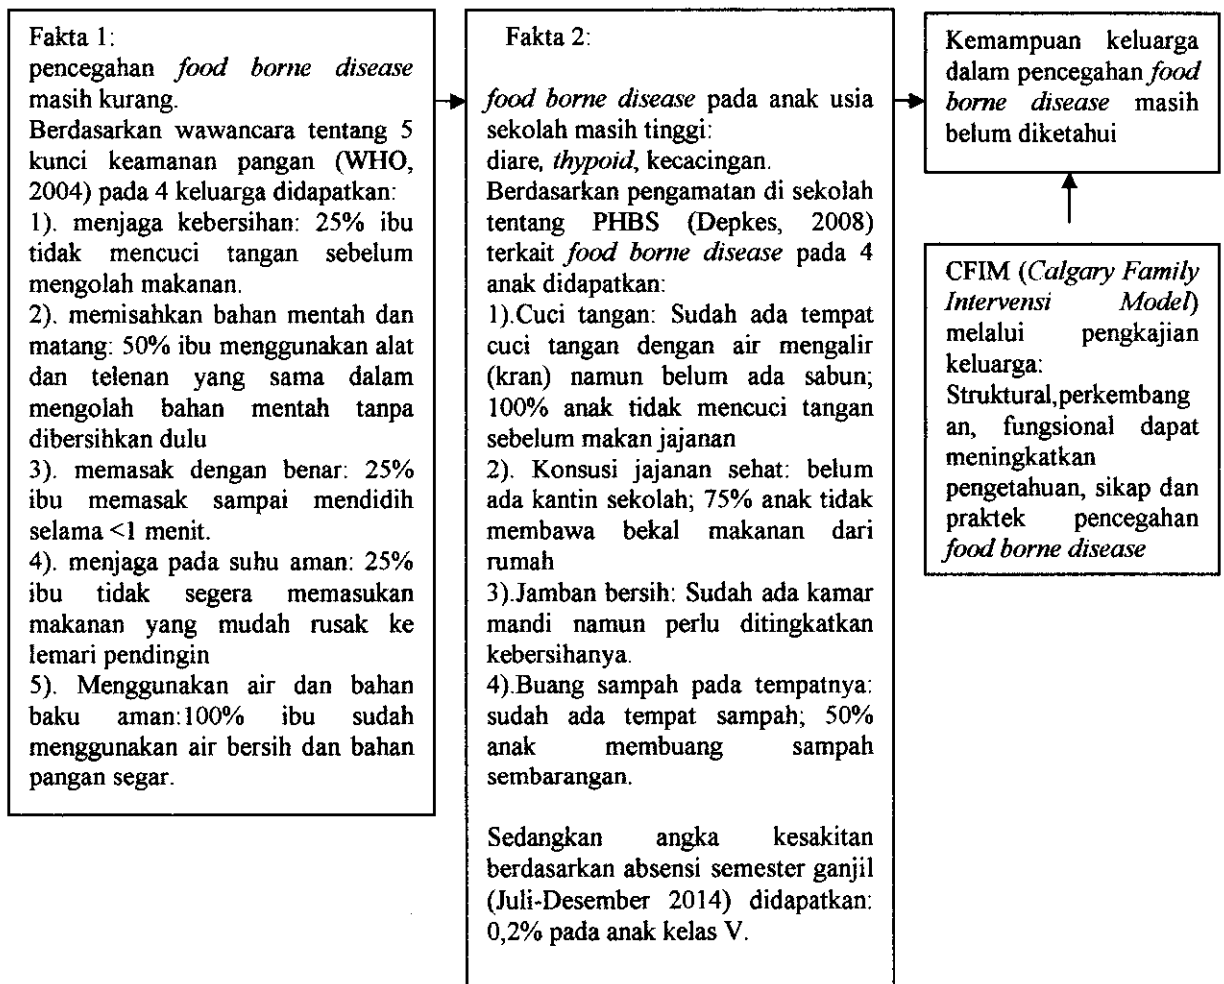 Fakta 1:
pencegahan food borne disease
masih kurang.
Berdasarkan wawancara tentang 5
kunci keamanan pangan (WHO,
2004) pada 4 keluarga didapatkan:
1). menjaga kebersihan: 25% ibu
tidak mencuci tangan sebelum
mengolah makanan.
2). memisahkan bahan mentah dan
matang: 50% ibu menggunakan alat
dan telenan yang sama dalam
mengolah bahan mentah tanpa
dibersihkan dulu
3). memasak dengan benar: 25%
ibu memasak sampai mendidih
selama <1 menit.
4). menjaga pada suhu aman: 25%
ibu tidak segera memasukan
makanan yang mudah rusak ke
lemari pendingin
5). Menggunakan air dan bahan
baku aman:100% ibu sudah
menggunakan air bersih dan bahan
pangan segar.
Fakta 2:
food borne disease pada anak usia
sekolah masih tinggi:
diare, thypoid, kecacingan.
Berdasarkan pengamatan di sekolah
tentang PHBS (Depkes, 2008)
terkait food borne disease pada 4
anak didapatkan:
1).Cuci tangan: Sudah ada tempat
cuci tangan dengan air mengalir
(kran) namun belum ada sabun;
100% anak tidak mencuci tangan
sebelum makan jajanan
2). Konsusi jajanan sehat: belum
ada kantin sekolah; 75% anak tidak
membawa bekal makanan dari
rumah
3).Jamban bersih: Sudah ada kamar
mandi namun perlu ditingkatkan
kebersihanya.
4).Buang sampah pada tempatnya:
sudah ada tempat sampah; 50%
anak membuang sampah
sembarangan.
Sedangkan angka kesakitan
berdasarkan absensi semester ganjil
(Juli-Desember 2014) didapatkan:
0,2% pada anak kelas V.
Kemampuan keluarga
dalam pencegahan food
borne disease masih
belum diketahui
CFIM (Calgary Family
Intervensi Model)
melalui pengkajian
keluarga:
Struktural,perkembang
an, fungsional dapat
meningkatkan
pengetahuan, sikap dan
praktek pencegahan
food borne disease